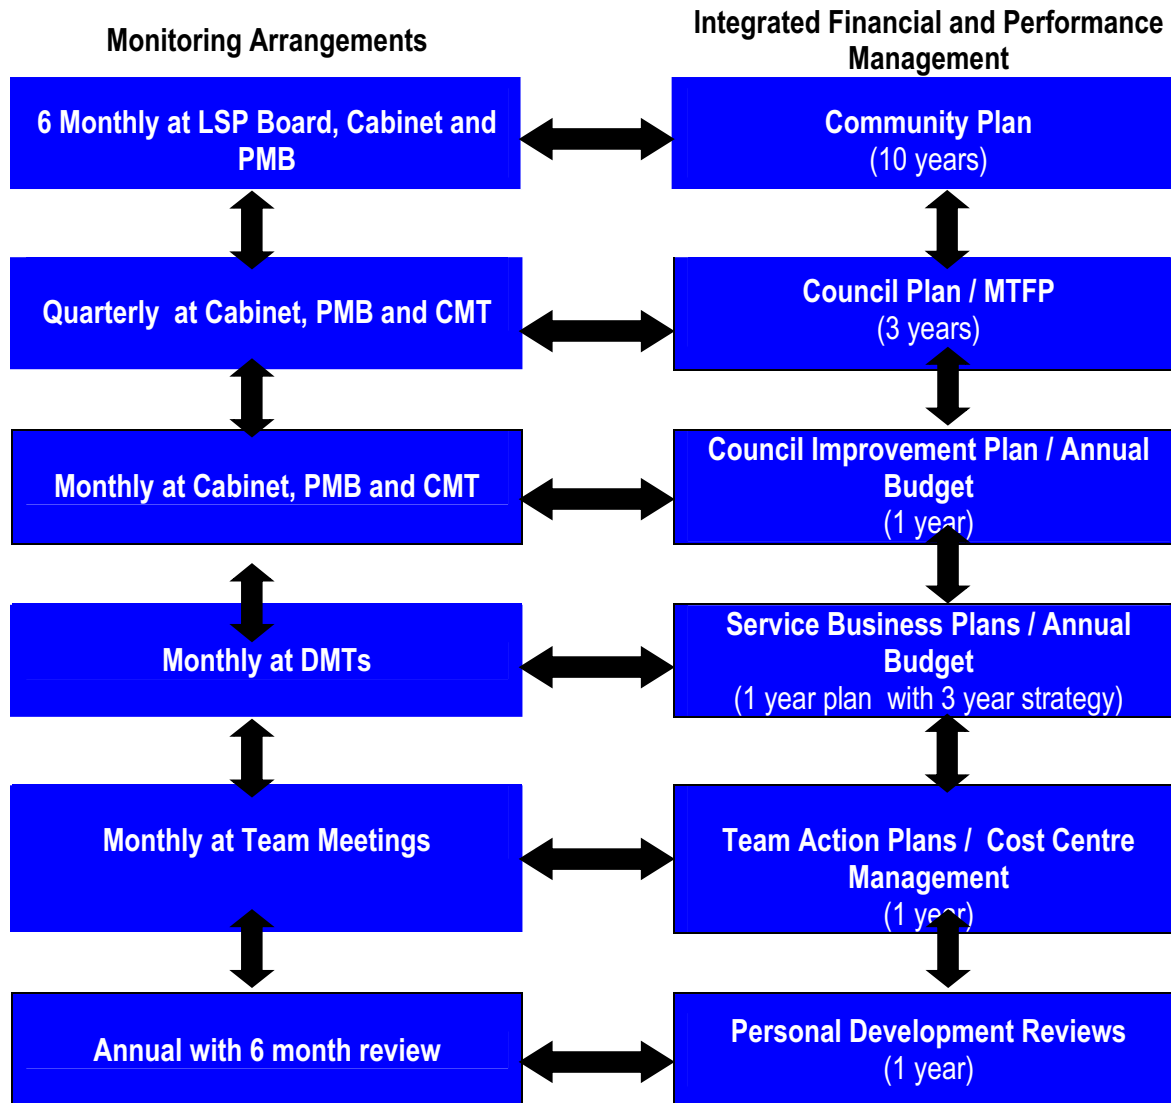 Monitoring Arrangements
Integrated Financial and Performance
Management
6 Monthly at LSP Board, Cabinet and
PMB
Community Plan
(10 years)
Quarterly at Cabinet, PMB and CMT
Council Plan / MTFP
(3 years)
Monthly at Cabinet, PMB and CMT
Council Improvement Plan / Annual
Budget
(1 year)
Monthly at DMTs
Service Business Plans / Annual
Budget
(1 year plan with 3 year strategy)
Monthly at Team Meetings
Team Action Plans / Cost Centre
Management
(1 year)
Annual with 6 month review
Personal Development Reviews
(1 year)